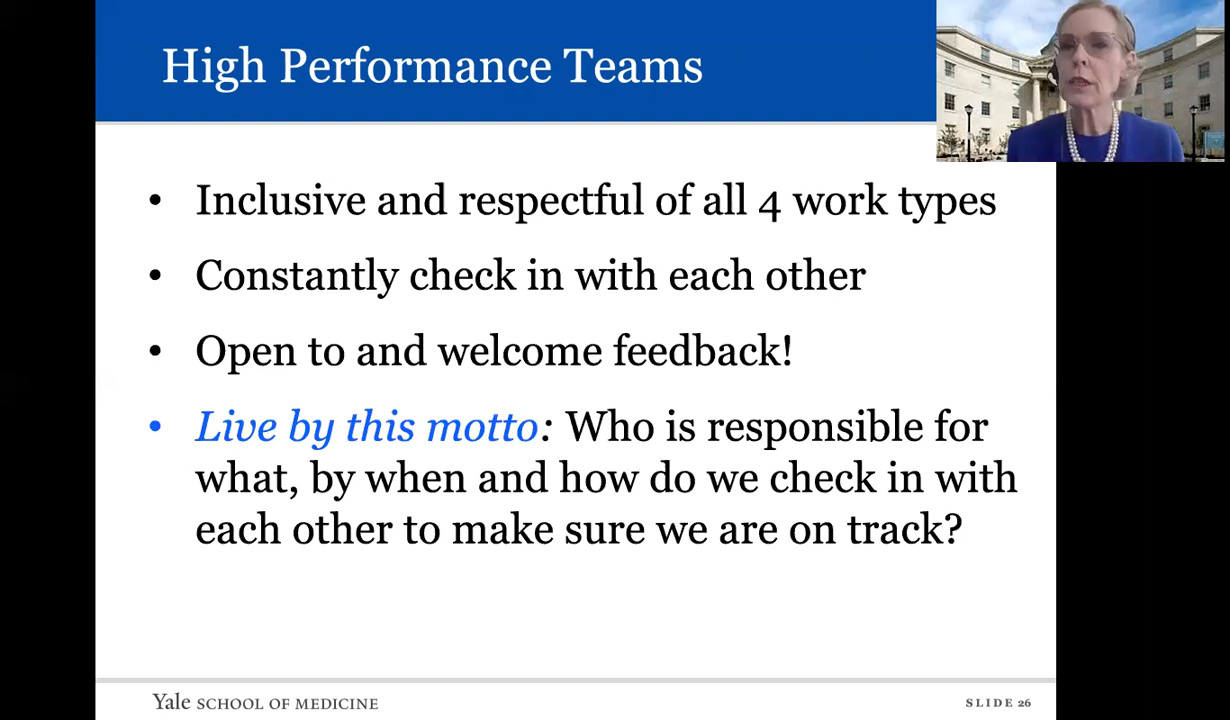 High Performance Teams
• Inclusive and respectful of all 4 work types
• Constantly check in with each other
• Open to and welcome feedback!
• Live by this motto: Who is responsible for
what, by when and how do we check in with
each other to make sure we are on track?
Yale SCHOOL OF MEDICINE
SLIDE 26